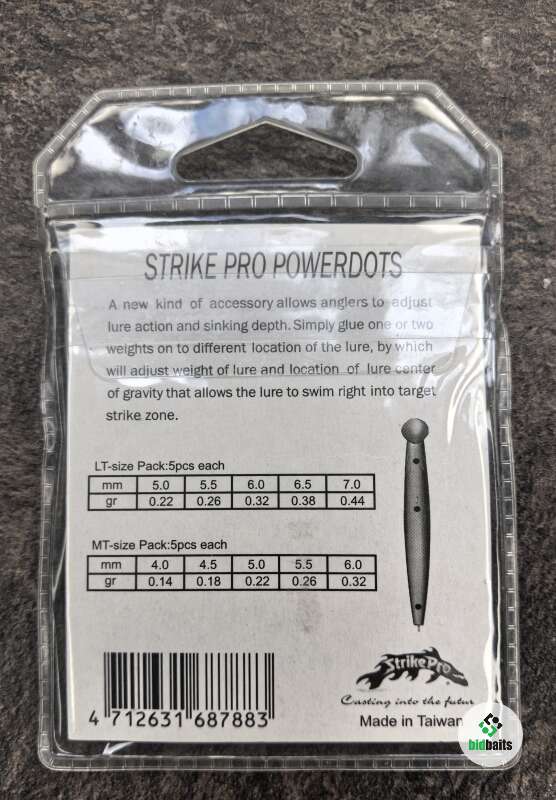 STRIKE PRO POWERDOTS
A new kind of accessory allows anglers to adjust
lure action and sinking depth. Simply glue one or two
weights on to different location of the lure, by which
will adjust weight of lure and location of lure center
of gravity that allows the lure to swim right into target
strike zone.
LT-size Pack:5pcs each
mm 5.0 5.5 6.0 6.5 7.0
gr 0.22 0.26 0.32 0.38 0.44
MT-size Pack:5pcs each
mm 4.0 4.5 5.0 5.5 6.0
gr 0.14 0.18 0.22 0.26 0.32
Strike Pro
Casting into the futur
4 712631 687883
Made in Taiwan
bidbaits